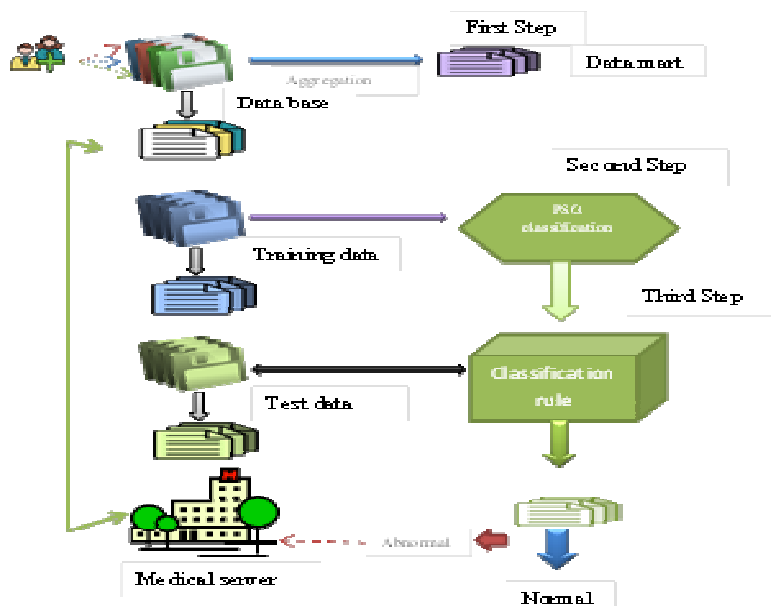 First Step
Data mart
Aggregation
Data base
Second Step
PSO
classification
Training data
Third Step
Classification
rule
Test data
Abnormal
Medical server
Normal